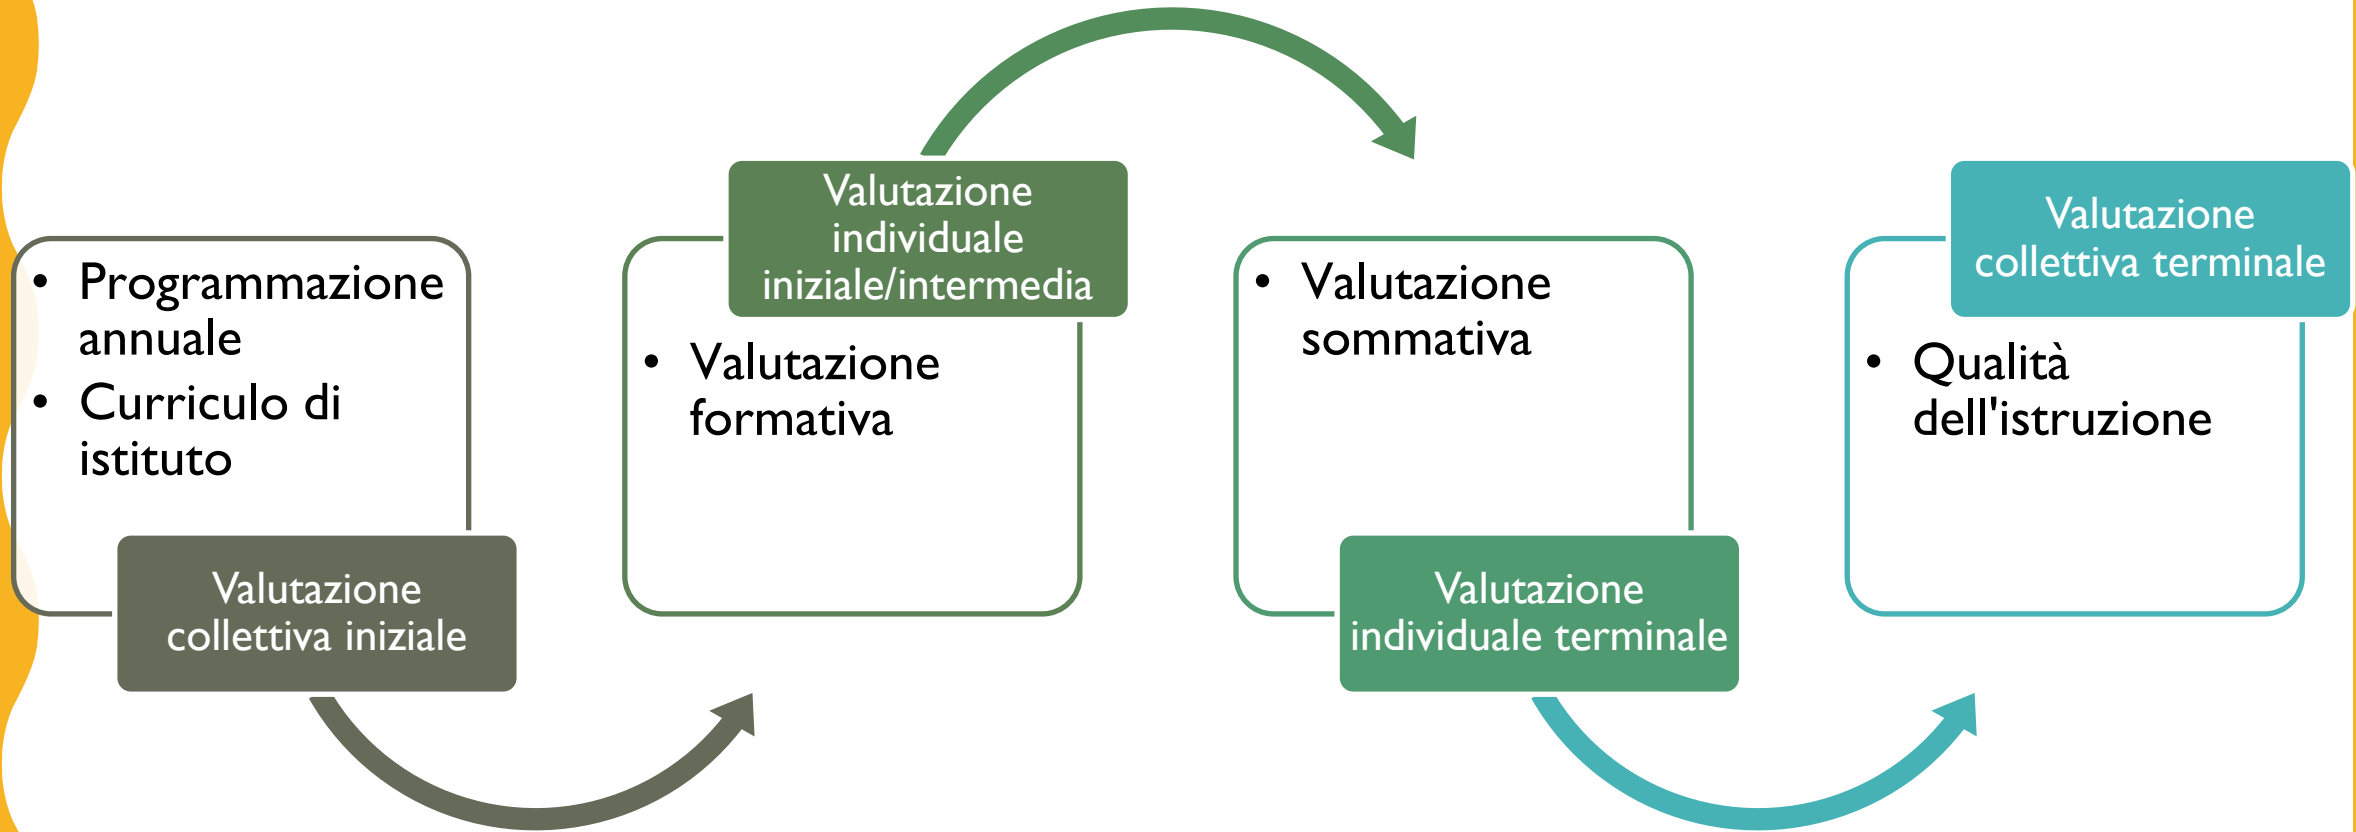 • Programmazione
annuale
• Curriculo di
istituto
Valutazione
collettiva iniziale
Valutazione
individuale
iniziale/intermedia
• Valutazione
formativa
• Valutazione
sommativa
Valutazione
individuale terminale
Valutazione
collettiva terminale
• Qualità
dell'istruzione